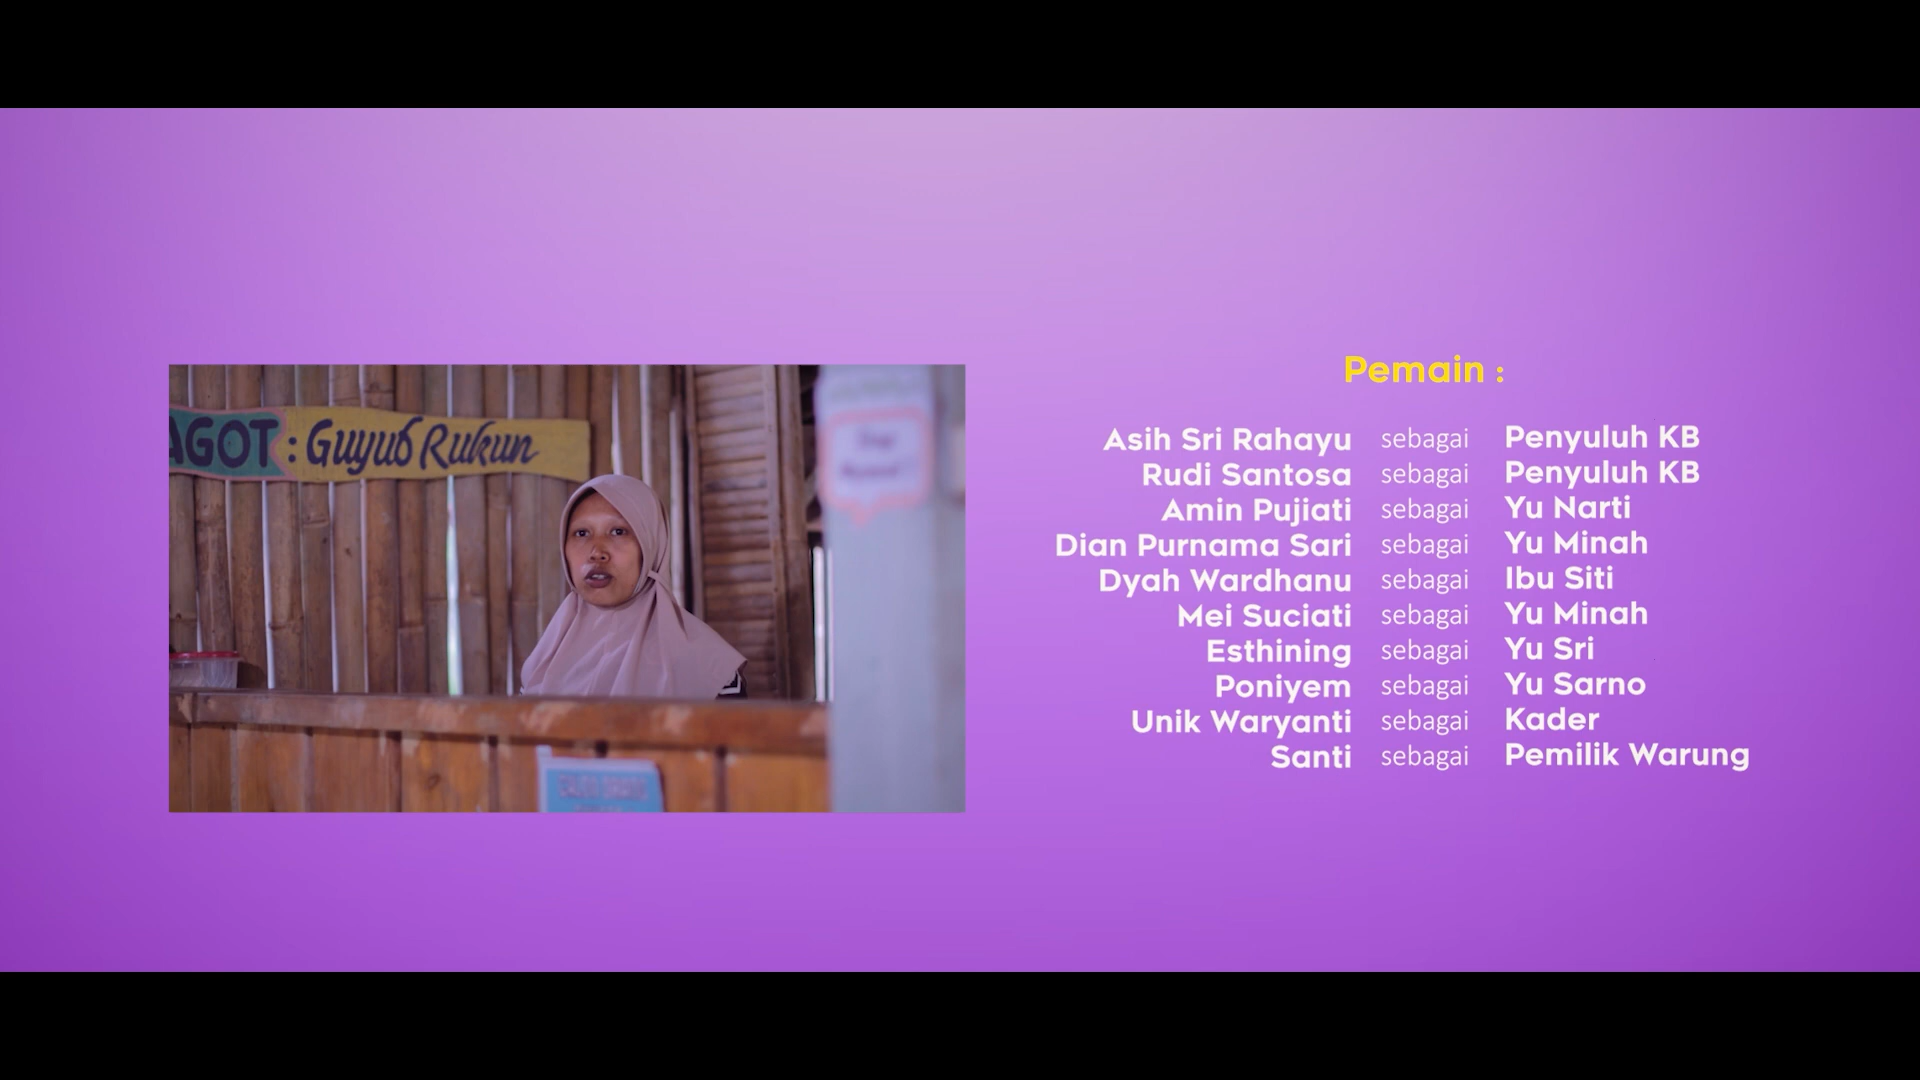 AGOT : Guyub Rukun
Pemain :
Asih Sri Rahayu sebagai Penyuluh KB
Rudi Santosa sebagai Penyuluh KB
Amin Pujiati sebagai Yu Narti
Dian Purnama Sari sebagai Yu Minah
Dyah Wardhanu sebagai Ibu Siti
Mei Suciati sebagai Yu Minah
Esthining sebagai Yu Sri
Poniyem sebagai Yu Sarno
Unik Waryanti sebagai Kader
Santi sebagai Pemilik Warung